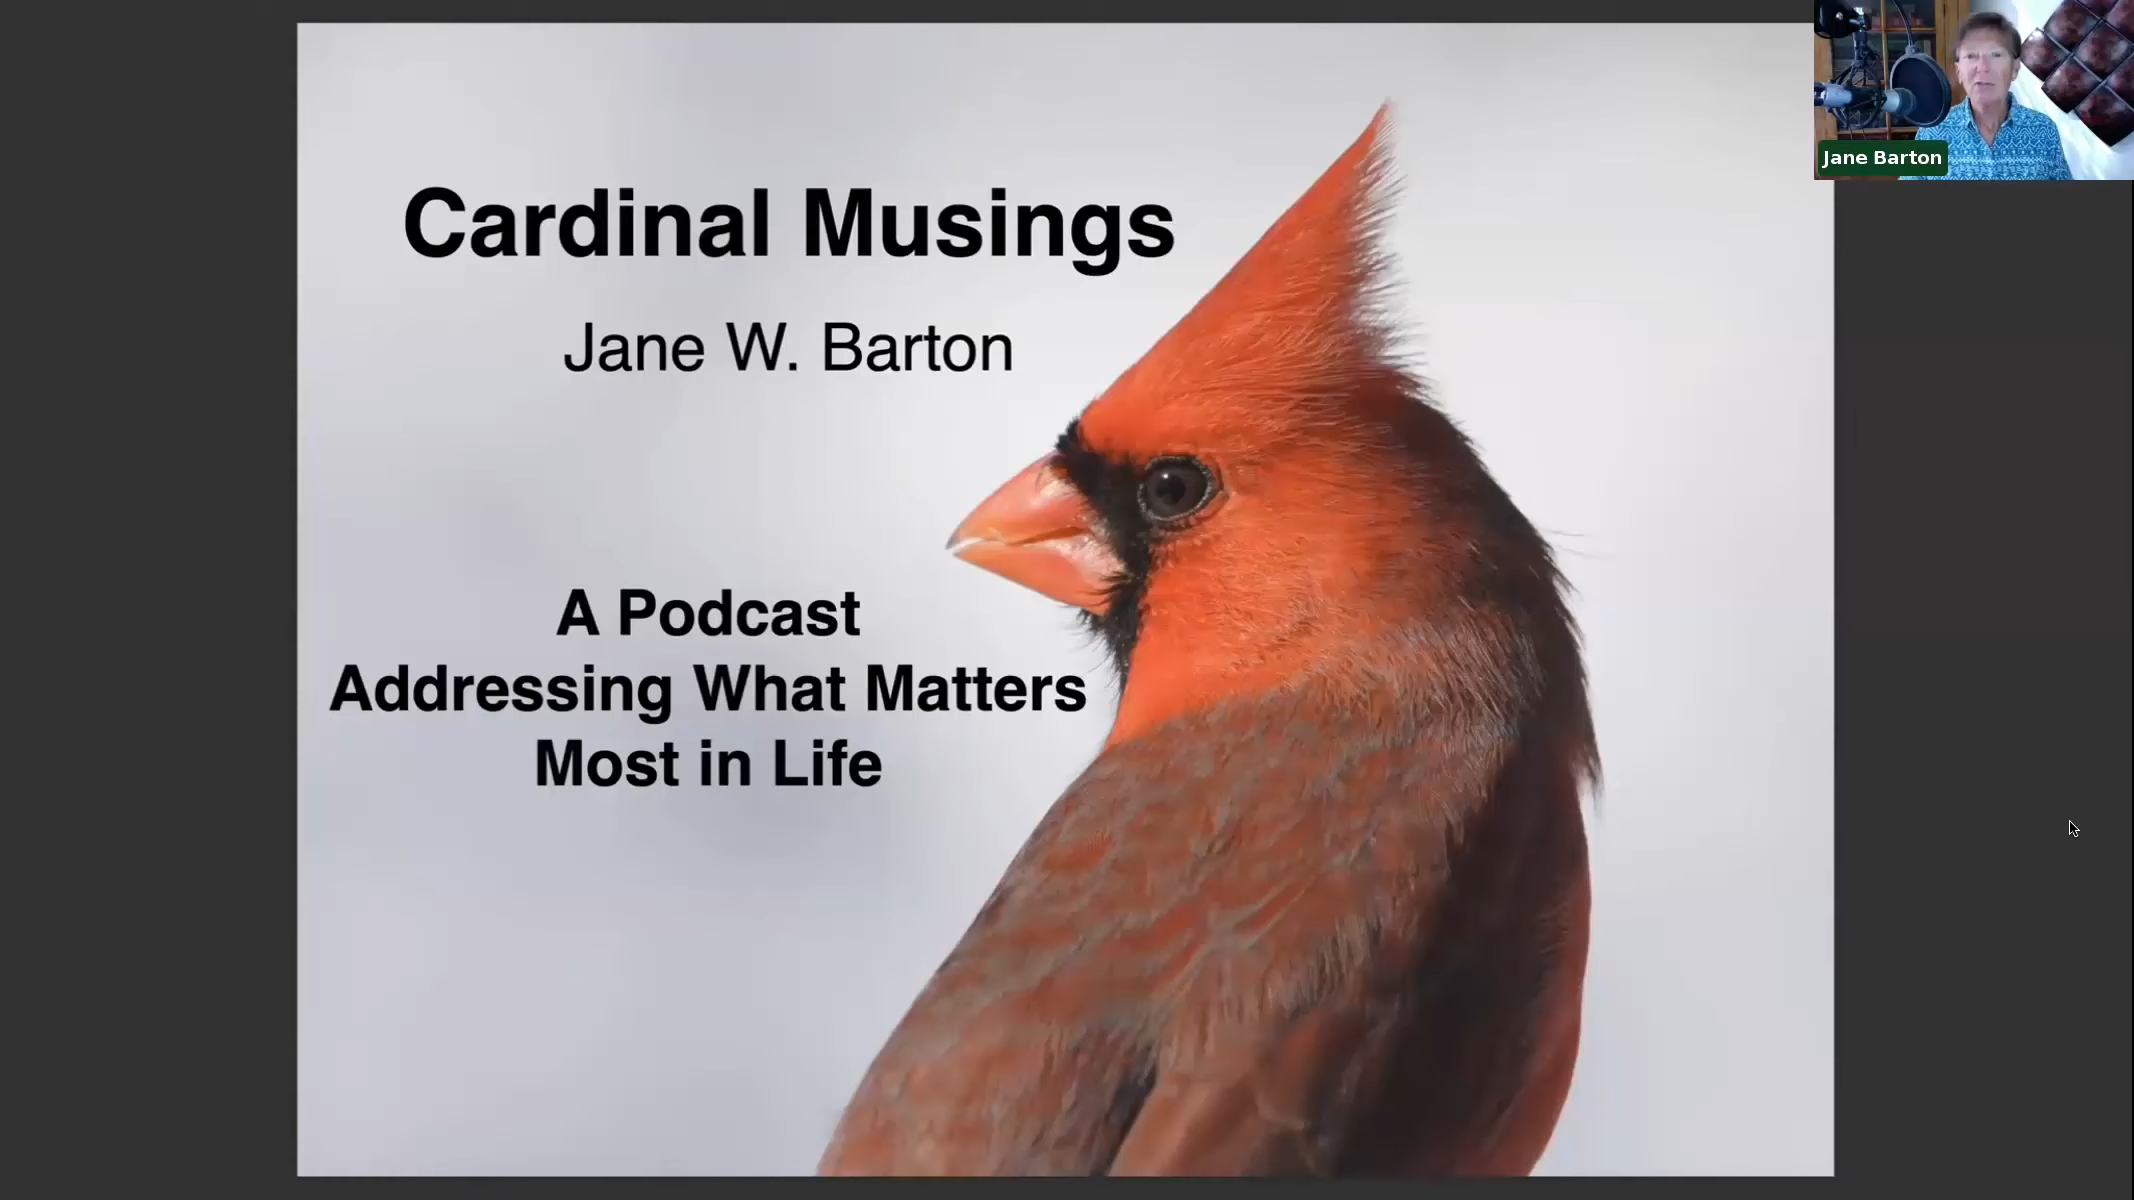 Cardinal Musings
Jane W. Barton
A Podcast
Addressing What Matters
Most in Life
Jane Barton